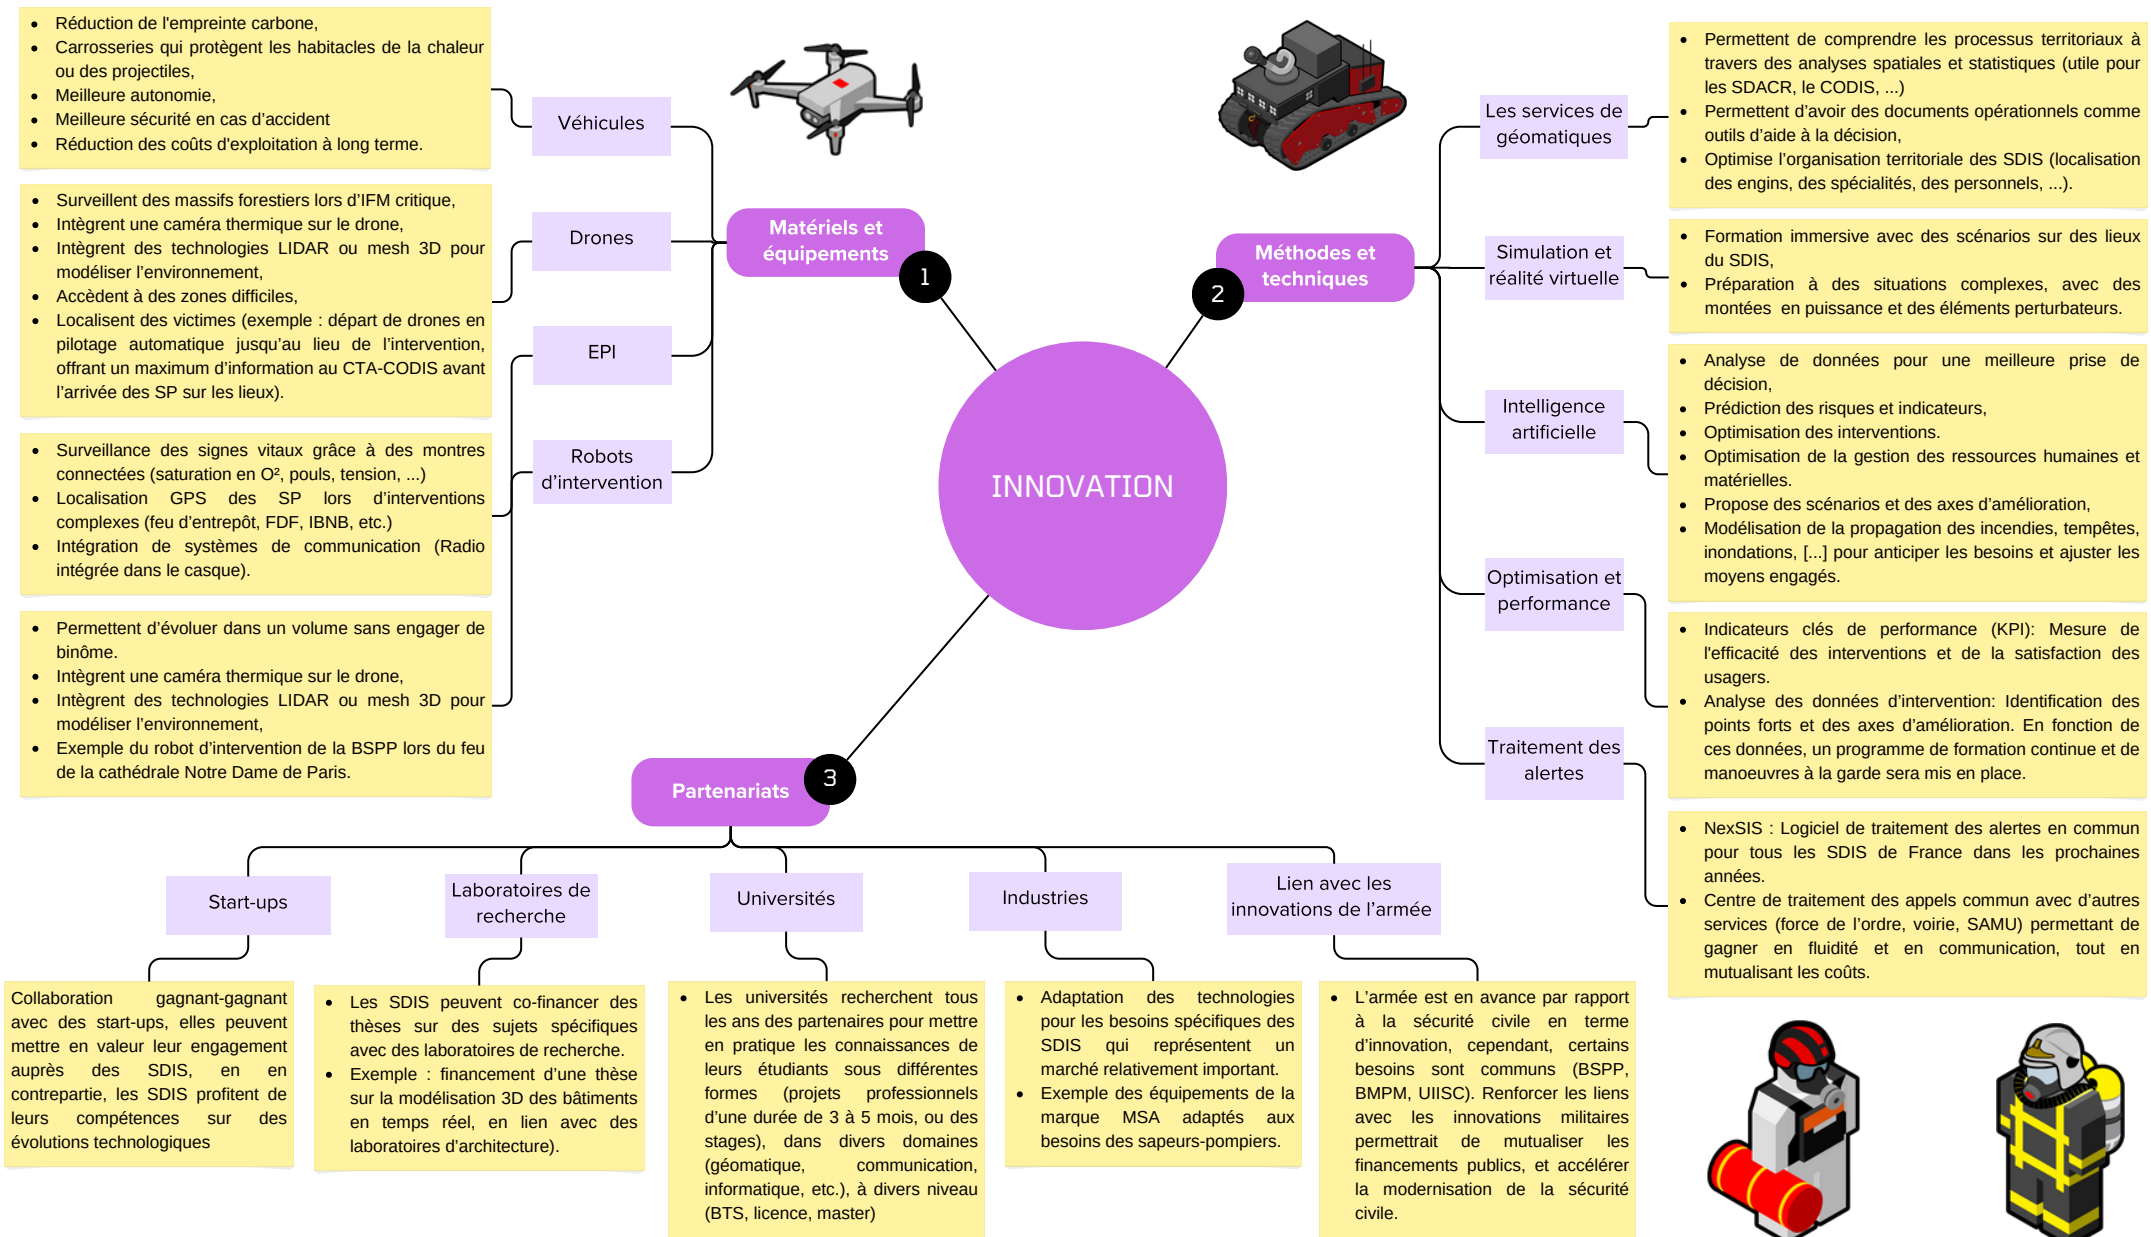 INNOVATION
1
Matériels et
équipements
Véhicules
Réduction de l'empreinte carbone,
Carrosseries qui protègent les habitacles de la chaleur
ou des projectiles,
Meilleure autonomie,
Meilleure sécurité en cas d'accident
Réduction des coûts d'exploitation à long terme.
Drones
Surveillent des massifs forestiers lors d'IFM critique,
Intègrent une caméra thermique sur le drone,
Intègrent des technologies LIDAR ou mesh 3D pour
modéliser l'environnement,
Accèdent à des zones difficiles,
Localisent des victimes (exemple : départ de drones en
pilotage automatique jusqu'au lieu de l'intervention,
offrant un maximum d'information au CTA-CODIS avant
l'arrivée des SP sur les lieux).
EPI
Surveillance des signes vitaux grâce à des montres
connectées (saturation en O², pouls, tension, ...)
Localisation GPS des SP lors d'interventions
complexes (feu d'entrepôt, FDF, IBNB, etc.)
Intégration de systèmes de communication (Radio
intégrée dans le casque).
Robots
d'intervention
Permettent d'évoluer dans un volume sans engager de
binôme.
Intègrent une caméra thermique sur le drone,
Intègrent des technologies LIDAR ou mesh 3D pour
modéliser l'environnement,
Exemple du robot d'intervention de la BSPP lors du feu
de la cathédrale Notre Dame de Paris.
2
Méthodes et
techniques
Les services de
géomatiques
Permettent de comprendre les processus territoriaux à
travers des analyses spatiales et statistiques (utile pour
les SDACR, le CODIS, ...)
Permettent d'avoir des documents opérationnels comme
outils d'aide à la décision,
Optimise l'organisation territoriale des SDIS (localisation
des engins, des spécialités, des personnels, ...).
Simulation et
réalité virtuelle
Formation immersive avec des scénarios sur des lieux
du SDIS,
Préparation à des situations complexes, avec des
montées en puissance et des éléments perturbateurs.
Intelligence
artificielle
Analyse de données pour une meilleure prise de
décision,
Prédiction des risques et indicateurs,
Optimisation des interventions.
Optimisation de la gestion des ressources humaines et
matérielles.
Propose des scénarios et des axes d'amélioration,
Modélisation de la propagation des incendies, tempêtes,
inondations, [...] pour anticiper les besoins et ajuster les
moyens engagés.
Optimisation et
performance
Indicateurs clés de performance (KPI): Mesure de
l'efficacité des interventions et de la satisfaction des
usagers.
Analyse des données d'intervention: Identification des
points forts et des axes d'amélioration. En fonction de
ces données, un programme de formation continue et de
manoeuvres à la garde sera mis en place.
Traitement des
alertes
NexSIS : Logiciel de traitement des alertes en commun
pour tous les SDIS de France dans les prochaines
années.
Centre de traitement des appels commun avec d'autres
services (force de l'ordre, voirie, SAMU) permettant de
gagner en fluidité et en communication, tout en
mutualisant les coûts.
3
Partenariats
Start-ups
Collaboration gagnant-gagnant
avec des start-ups, elles peuvent
mettre en valeur leur engagement
auprès des SDIS, en en
contrepartie, les SDIS profitent de
leurs compétences sur des
évolutions technologiques
Laboratoires de
recherche
Les SDIS peuvent co-financer des
thèses sur des sujets spécifiques
avec des laboratoires de recherche.
Exemple : financement d'une thèse
sur la modélisation 3D des bâtiments
en temps réel, en lien avec des
laboratoires d'architecture).
Universités
Les universités recherchent tous
les ans des partenaires pour mettre
en pratique les connaissances de
leurs étudiants sous différentes
formes (projets professionnels
d'une durée de 3 à 5 mois, ou des
stages), dans divers domaines
(géomatique, communication,
informatique, etc.), à divers niveau
(BTS, licence, master)
Industries
Adaptation des technologies
pour les besoins spécifiques des
SDIS qui représentent un
marché relativement important.
Exemple des équipements de la
marque MSA adaptés aux
besoins des sapeurs-pompiers.
Lien avec les
innovations de l'armée
L'armée est en avance par rapport
à la sécurité civile en terme
d'innovation, cependant, certains
besoins sont communs (BSPP,
BMPM, UIISC). Renforcer les liens
avec les innovations militaires
permettrait de mutualiser les
financements publics, et accélérer
la modernisation de la sécurité
civile.